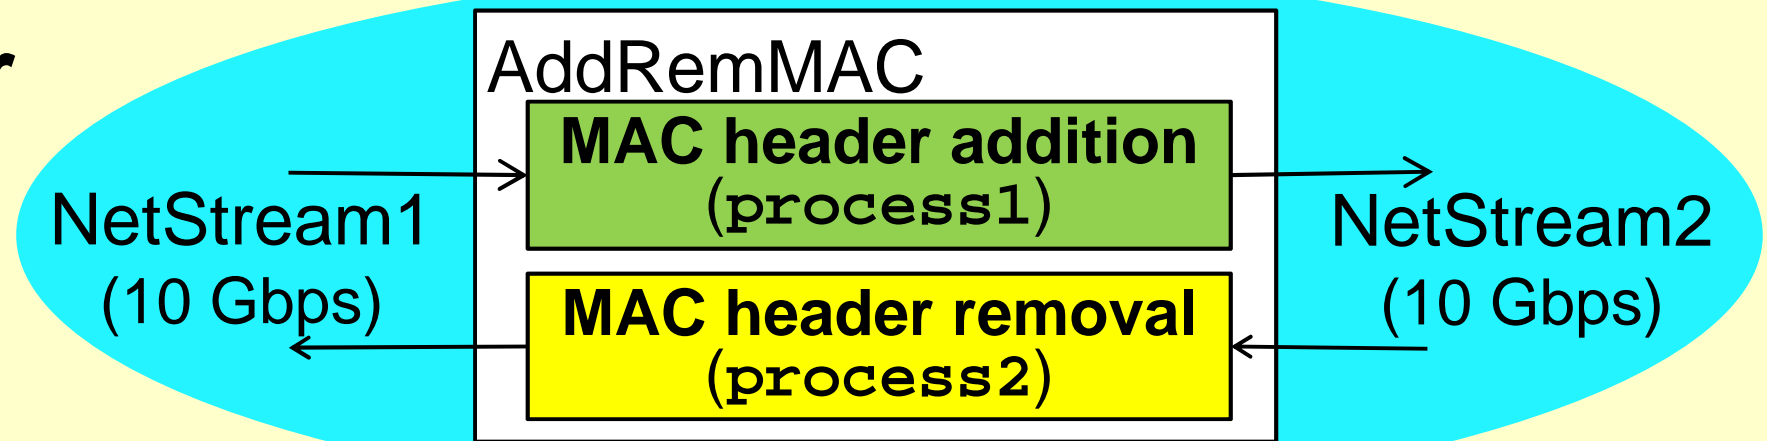 r
AddRemMAC
MAC header addition
(process1)
NetStream1
(10 Gbps)
NetStream2
(10 Gbps)
MAC header removal
(process2)